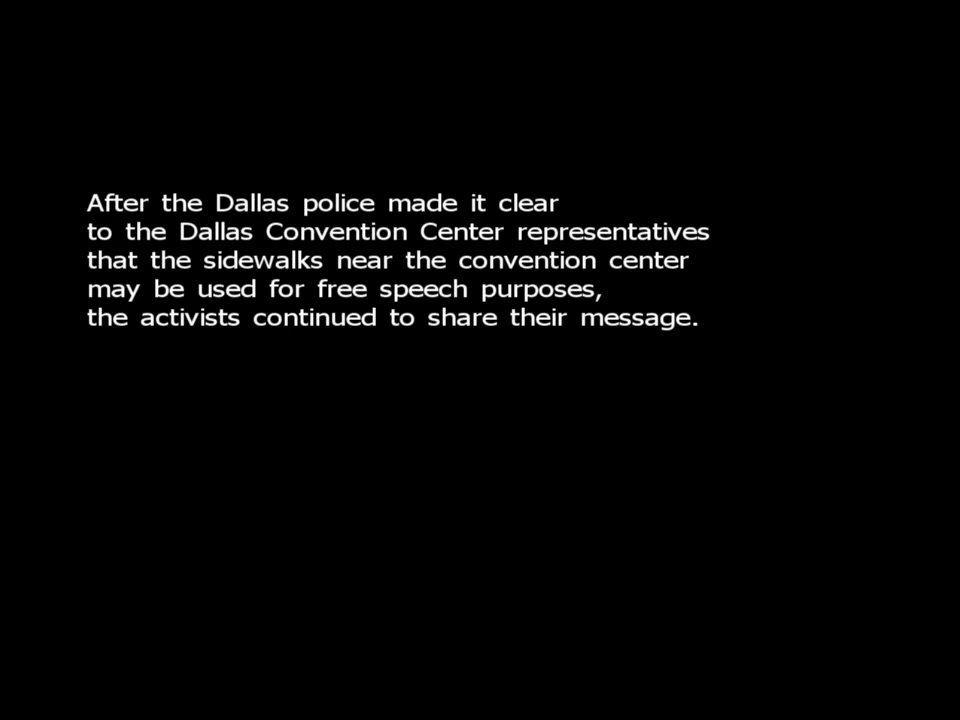 After the Dallas police made it clear
to the Dallas Convention Center representatives
that the sidewalks near the convention center
may be used for free speech purposes,
the activists continued to share their message.